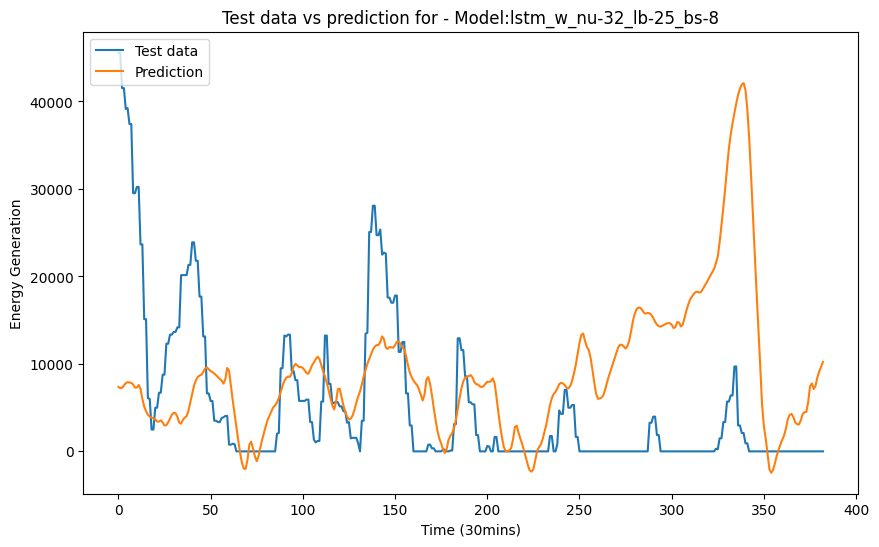 Test data vs prediction for - Model:lstm_w_nu-32_lb-25_bs-8
Test data
Prediction
40000
30000
20000
10000
0
Energy Generation
0 50 100 150 200 250 300 350 400
Time (30mins)